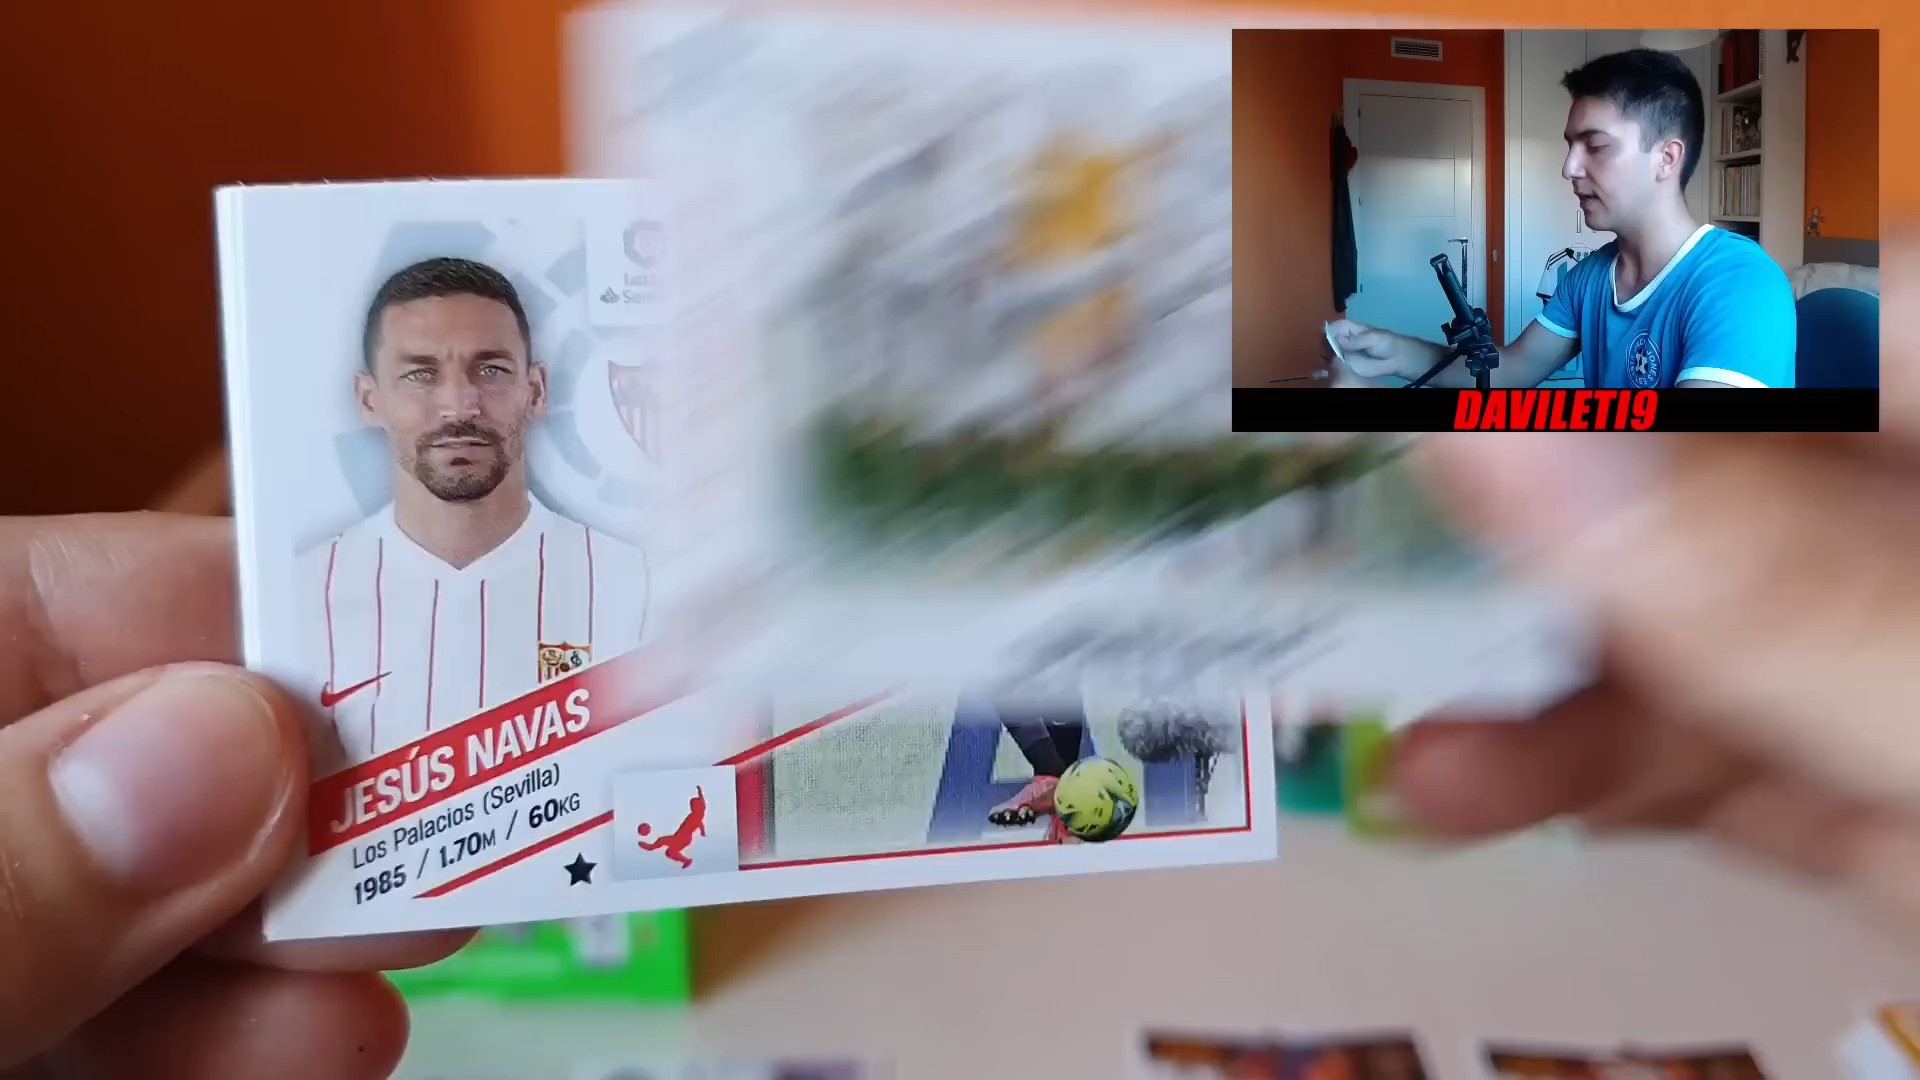 JESÚS NAVAS
Los Palacios (Sevilla)
1985 / 1.70M / 60KG
DAVILETI9